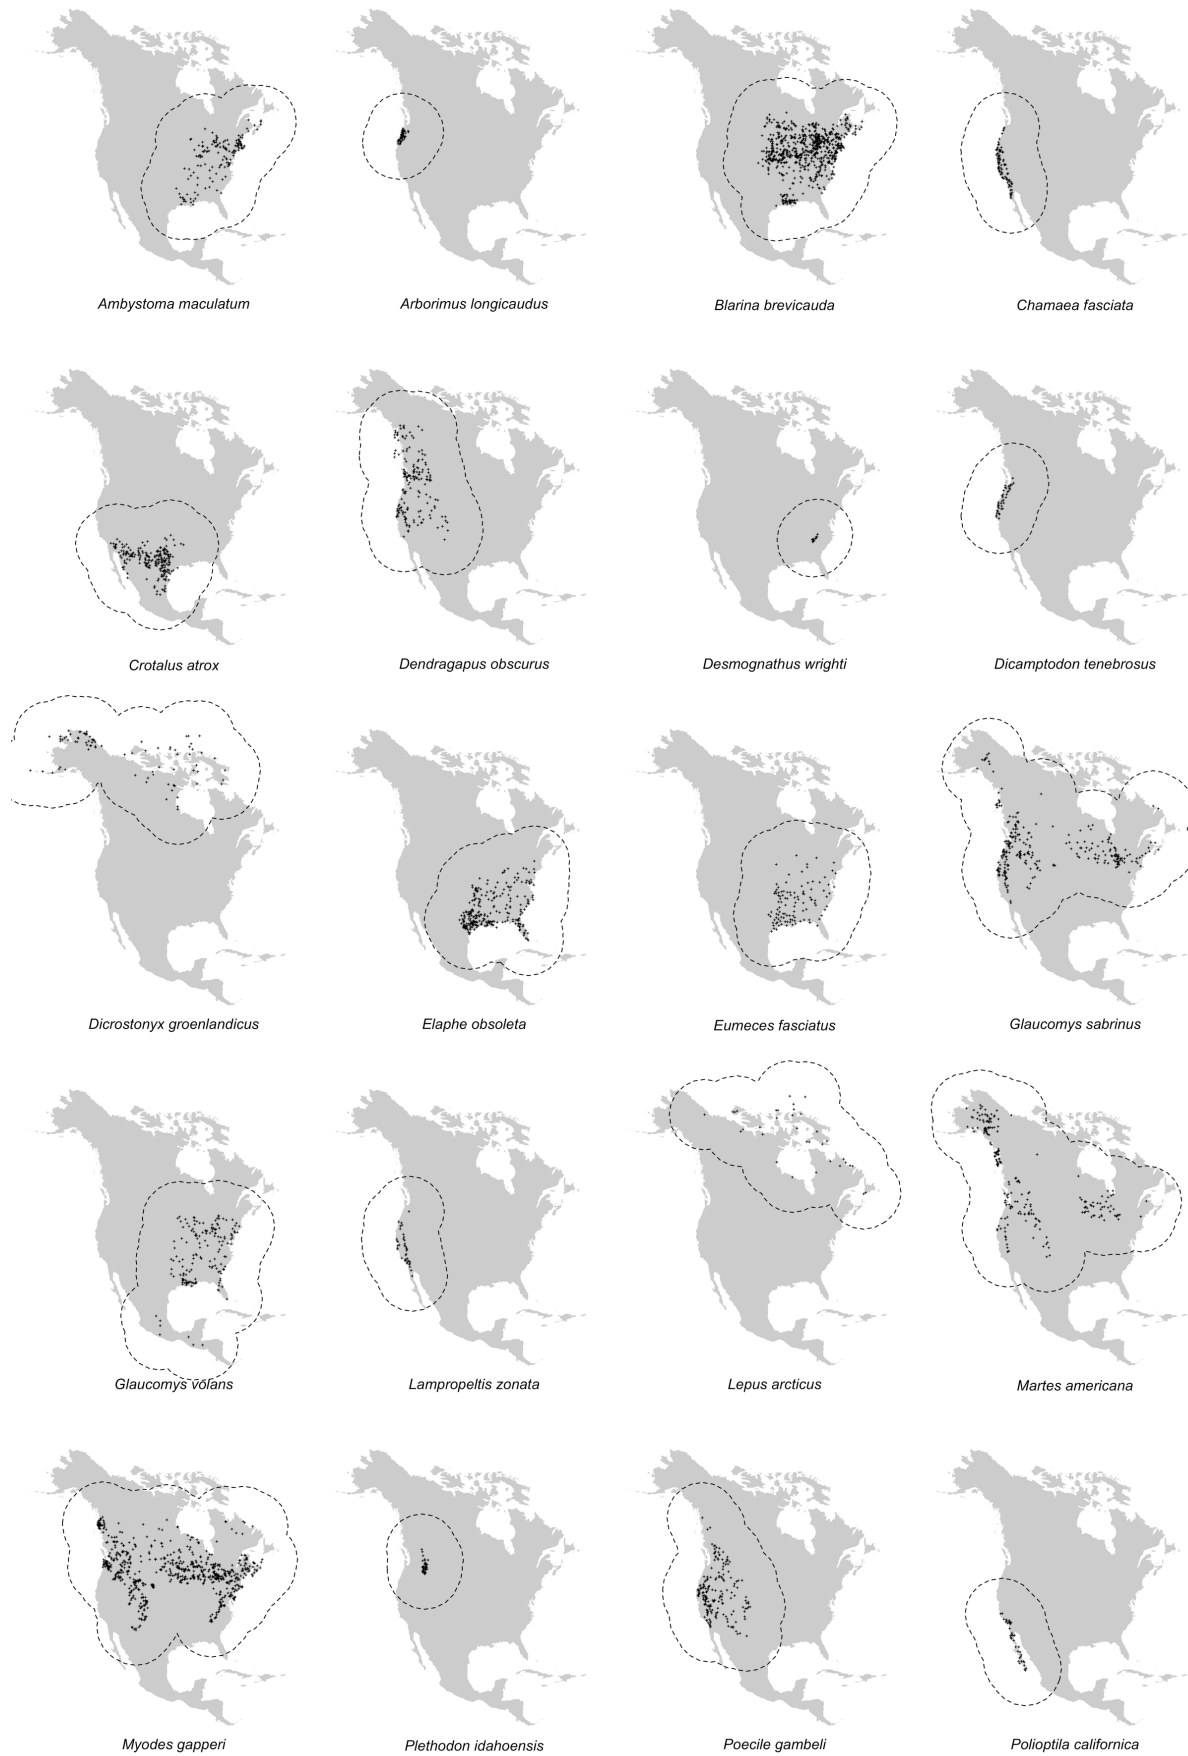 Ambystoma maculatum
Arborimus longicaudus
Blarina brevicauda
Chamaea fasciata
Crotalus atrox
Dendragapus obscurus
Desmognathus wrighti
Dicamptodon tenebrosus
Dicrostonyx groenlandicus
Elaphe obsoleta
Eumeces fasciatus
Glaucomys sabrinus
Glaucomys volans
Lampropeltis zonata
Lepus arcticus
Martes americana
Myodes gapperi
Plethodon idahoensis
Poecile gambeli
Polioptila californica